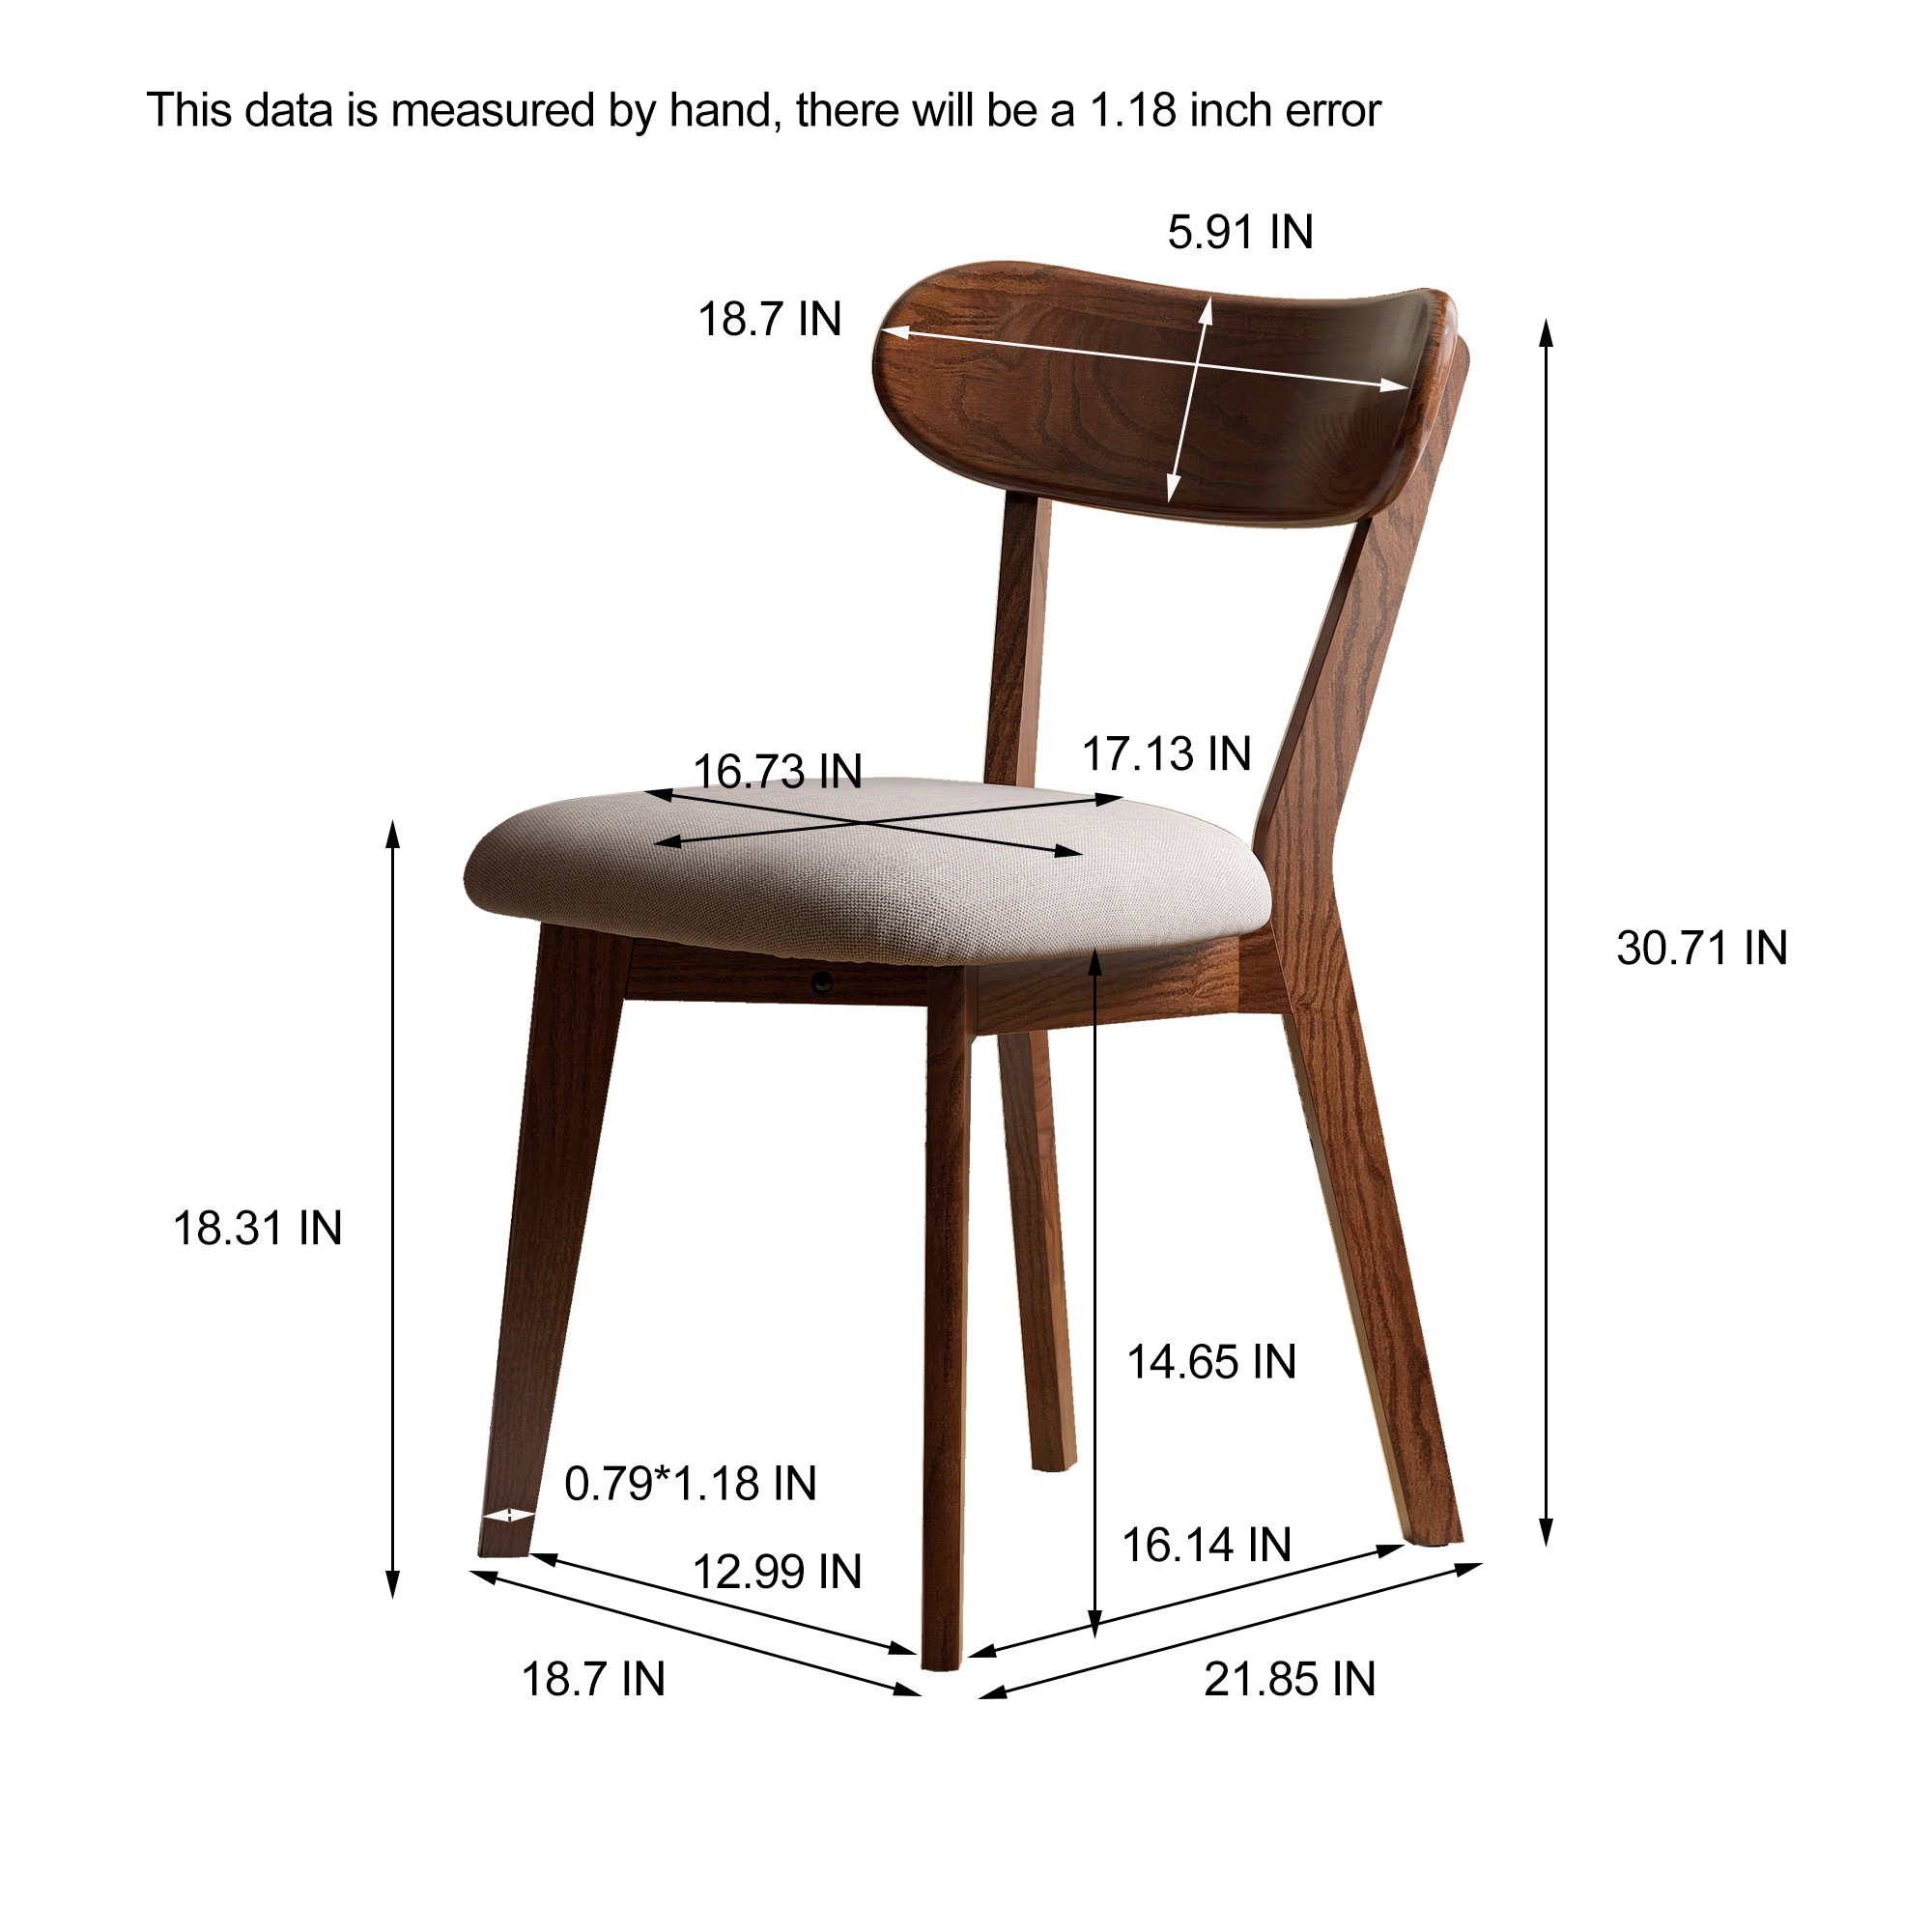 This data is measured by hand, there will be a 1.18 inch error
5.91 IN
18.7 IN
16.73 IN
17.13 IN
30.71 IN
18.31 IN
14.65 IN
0.79*1.18 IN
12.99 IN
16.14 IN
18.7 IN
21.85 IN